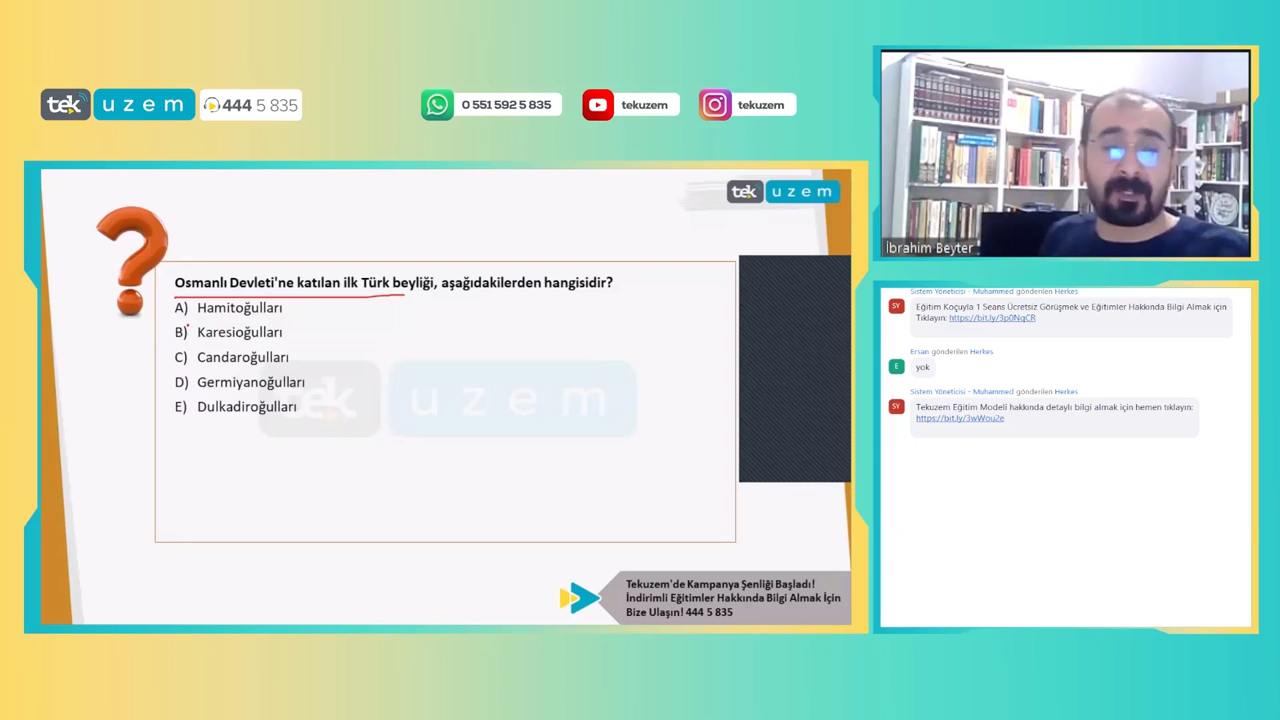 tek uzem 444 5 835
0 551 592 5 835
tekuzem
tekuzem
tek uzem
Osmanlı Devleti'ne katılan ilk Türk beyliği, aşağıdakilerden hangisidir?
A) Hamitoğulları
B) Karesioğulları
C) Candaroğulları
D) Germiyanoğulları
E) Dulkadiroğulları
tek uzem
Tekuzem'de Kampanya Şenliği Başladı!
İndirimli Eğitimler Hakkında Bilgi Almak İçin
Bize Ulaşın! 444 5 835
İbrahim Beyter
Sistem Yöneticisi - Muhammed gönderilen Herkes
SY
Eğitim Koçuyla 1 Seans Ücretsiz Görüşmek ve Eğitimler Hakkında Bilgi Almak için
Tıklayın: https://bit.ly/3p0NqCR
Ersan gönderilen Herkes
E yok
Sistem Yöneticisi - Muhammed gönderilen Herkes
SY
Tekuzem Eğitim Modeli hakkında detaylı bilgi almak için hemen tıklayın:
https://bit.ly/3wWou2e